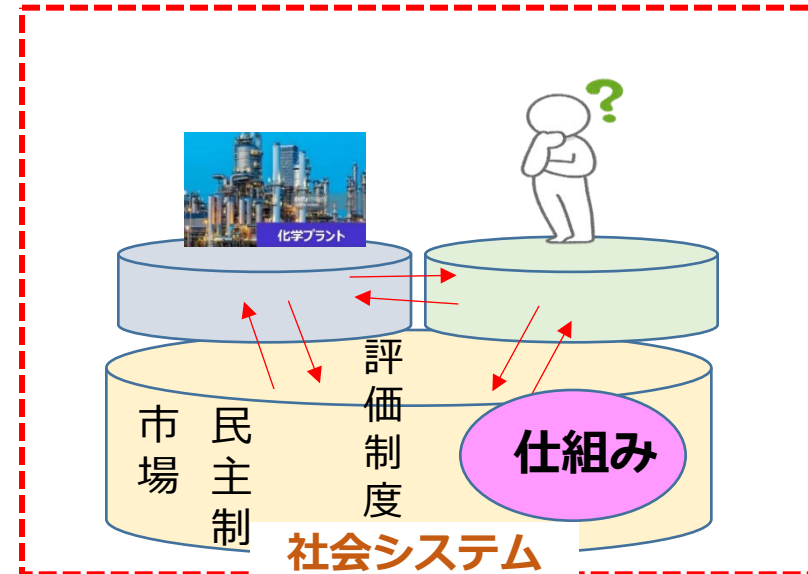 ?
化学プラント
市場
民主制
評価制度
仕組み
社会システム